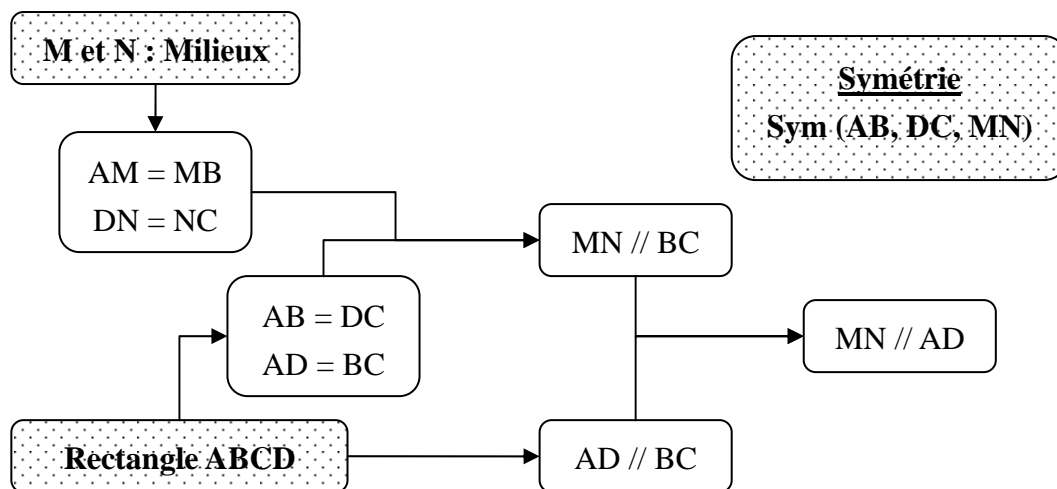 M et N : Milieux
Symétrie
Sym (AB, DC, MN)
AM = MB
DN = NC
MN // BC
AB = DC
AD = BC
MN // AD
Rectangle ABCD
AD // BC